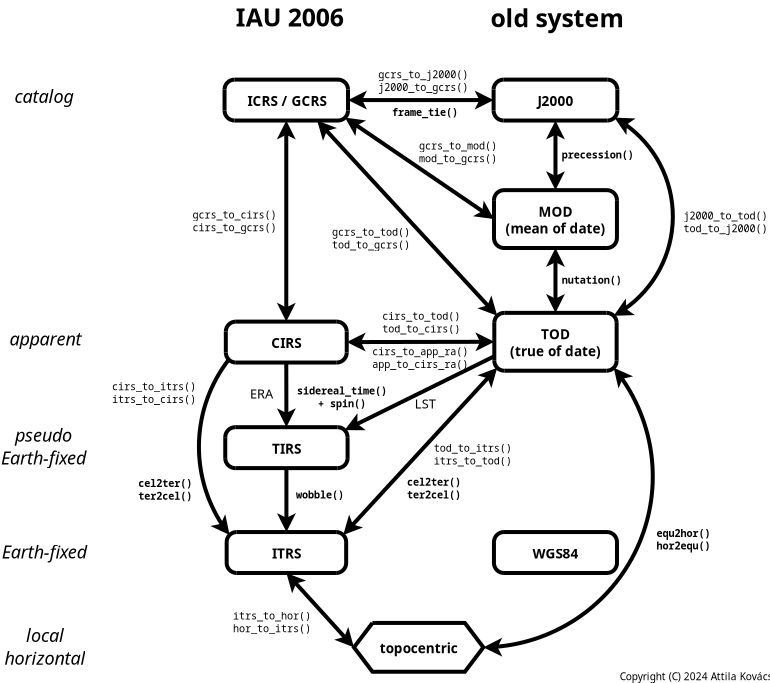 IAU 2006
old system
catalog
ICRS / GCRS
gcrs_to_j2000()
j2000_to_gcrs()
frame_tie()
J2000
precession()
gcrs_to_mod()
mod_to_gcrs()
MOD
(mean of date)
j2000_to_tod()
tod_to_j2000()
gcrs_to_cirs()
cirs_to_gcrs()
gcrs_to_tod()
tod_to_gcrs()
nutation()
apparent
CIRS
cirs_to_tod()
tod_to_cirs()
cirs_to_app_ra()
app_to_cirs_ra()
TOD
(true of date)
cirs_to_itrs()
itrs_to_cirs()
ERA
sidereal_time()
+ spin()
LST
pseudo
Earth-fixed
TIRS
tod_to_itrs()
itrs_to_tod()
cel2ter()
ter2cel()
wobble()
cel2ter()
ter2cel()
Earth-fixed
ITRS
WGS84
equ2hor()
hor2equ()
itrs_to_hor()
hor_to_itrs()
local
horizontal
topocentric
Copyright (C) 2024 Attila Kovács